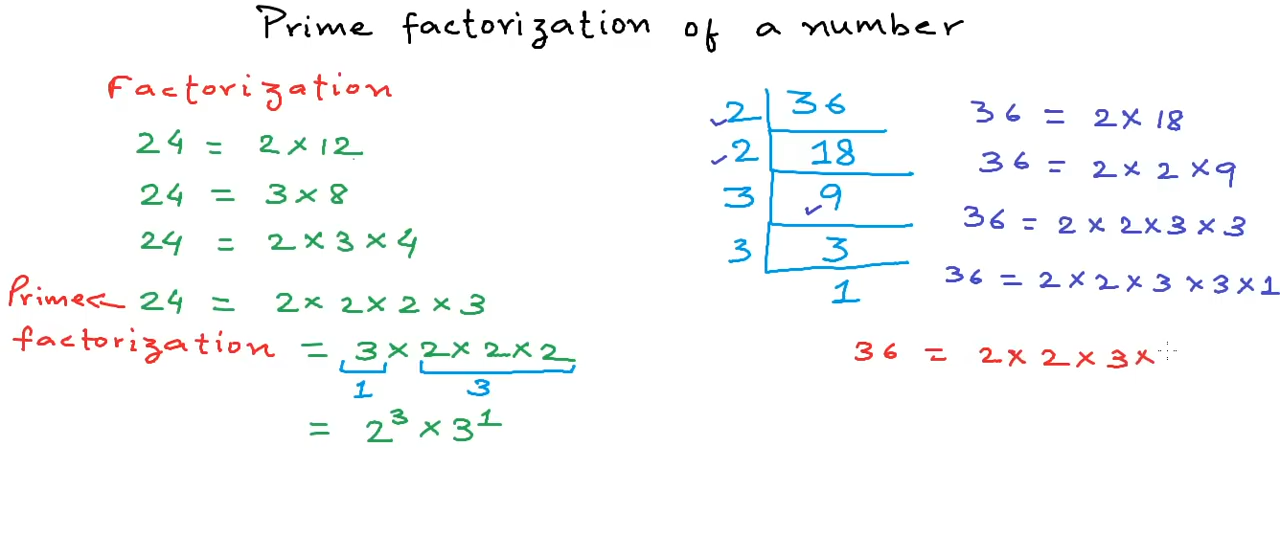 Prime factorization of a number
Factorization
24 = 2 × 12
24 = 3 × 8
24 = 2 × 3 × 4
Prime ← 24 = 2 × 2 × 2 × 3
factorization = 3 × 2 × 2 × 2
1 3
= 2³ × 3¹
2 36
2 18
3 9
3 3
1
36 = 2 × 18
36 = 2 × 2 × 9
36 = 2 × 2 × 3 × 3
36 = 2 × 2 × 3 × 3 × 1
36 = 2 × 2 × 3 ×